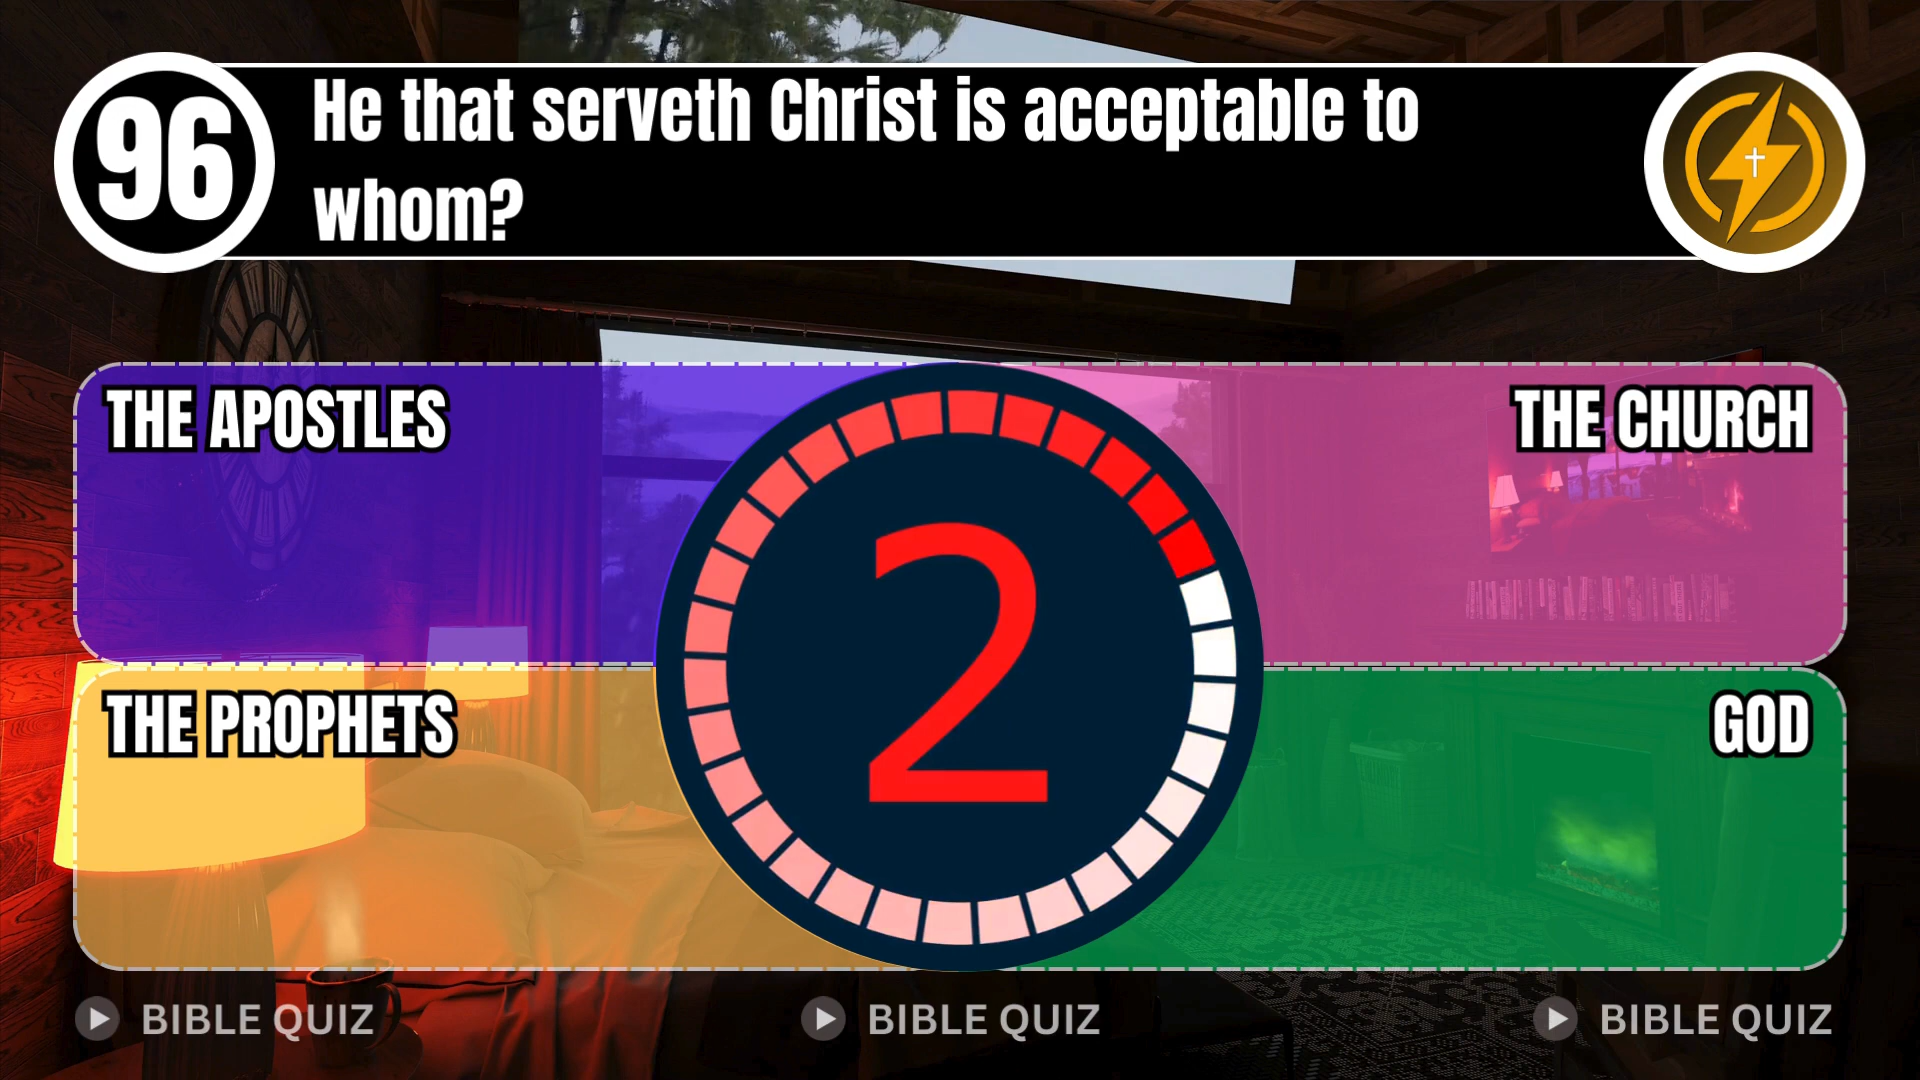 96
He that serveth Christ is acceptable to
whom?
THE APOSTLES
THE CHURCH
2
THE PROPHETS
GOD
BIBLE QUIZ
BIBLE QUIZ
BIBLE QUIZ